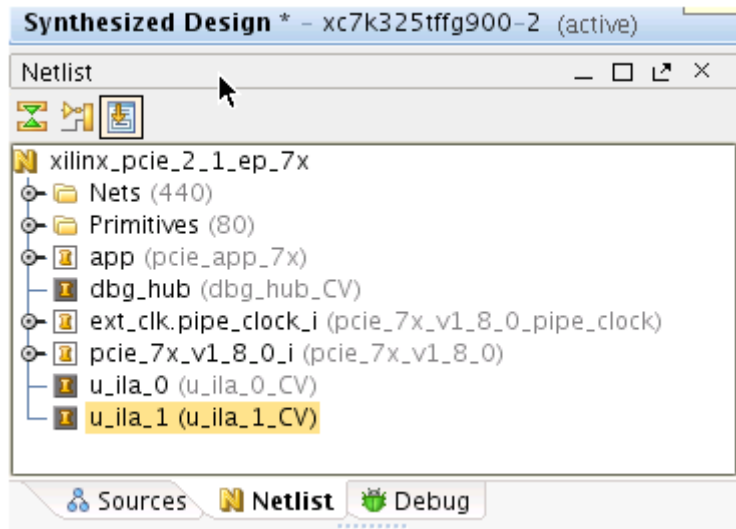 Synthesized Design * - xc7k325tffg900-2 (active)
Netlist
xilinx_pcie_2_1_ep_7x
Nets (440)
Primitives (80)
app (pcie_app_7x)
dbg_hub (dbg_hub_CV)
ext_clk.pipe_clock_i (pcie_7x_v1_8_0_pipe_clock)
pcie_7x_v1_8_0_i (pcie_7x_v1_8_0)
u_ila_0 (u_ila_0_CV)
u_ila_1 (u_ila_1_CV)
Sources Netlist Debug